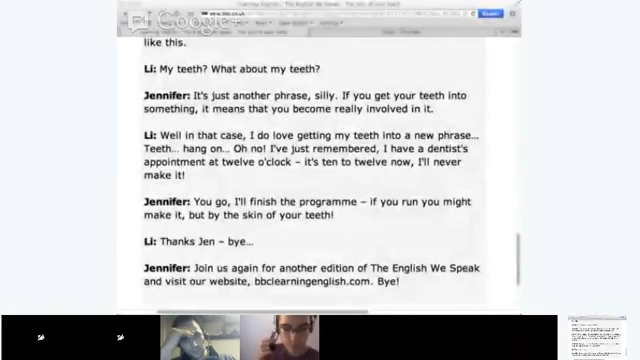 Google+
www.bbc.co.uk
like this.
Li: My teeth? What about my teeth?
Jennifer: It's just another phrase, silly. If you get your teeth into
something, it means that you become really involved in it.
Li: Well in that case, I do love getting my teeth into a new phrase...
Teeth... hang on... Oh no! I've just remembered, I have a dentist's
appointment at twelve o'clock – it's ten to twelve now, I'll never
make it!
Jennifer: You go, I'll finish the programme – if you run you might
make it, but by the skin of your teeth!
Li: Thanks Jen – bye...
Jennifer: Join us again for another edition of The English We Speak
and visit our website, bbclearningenglish.com. Bye!